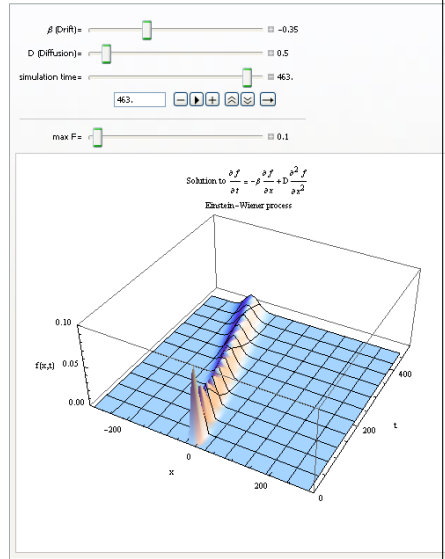 β (Drift)= -0.35
D (Diffusion)= 0.5
simulation time= 463.
463.
max F= 0.1
Solution to ∂f/∂t = -β ∂f/∂x + D ∂²f/∂x²
Einstein-Wiener process
0.10
f(x,t) 0.05
0.00
-200
0
200
x
0
200
400
t